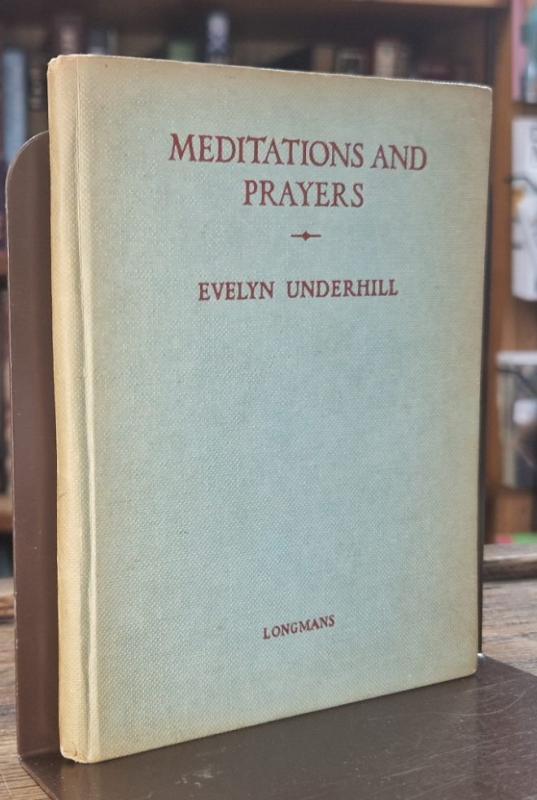 MEDITATIONS AND
PRAYERS
EVELYN UNDERHILL
LONGMANS